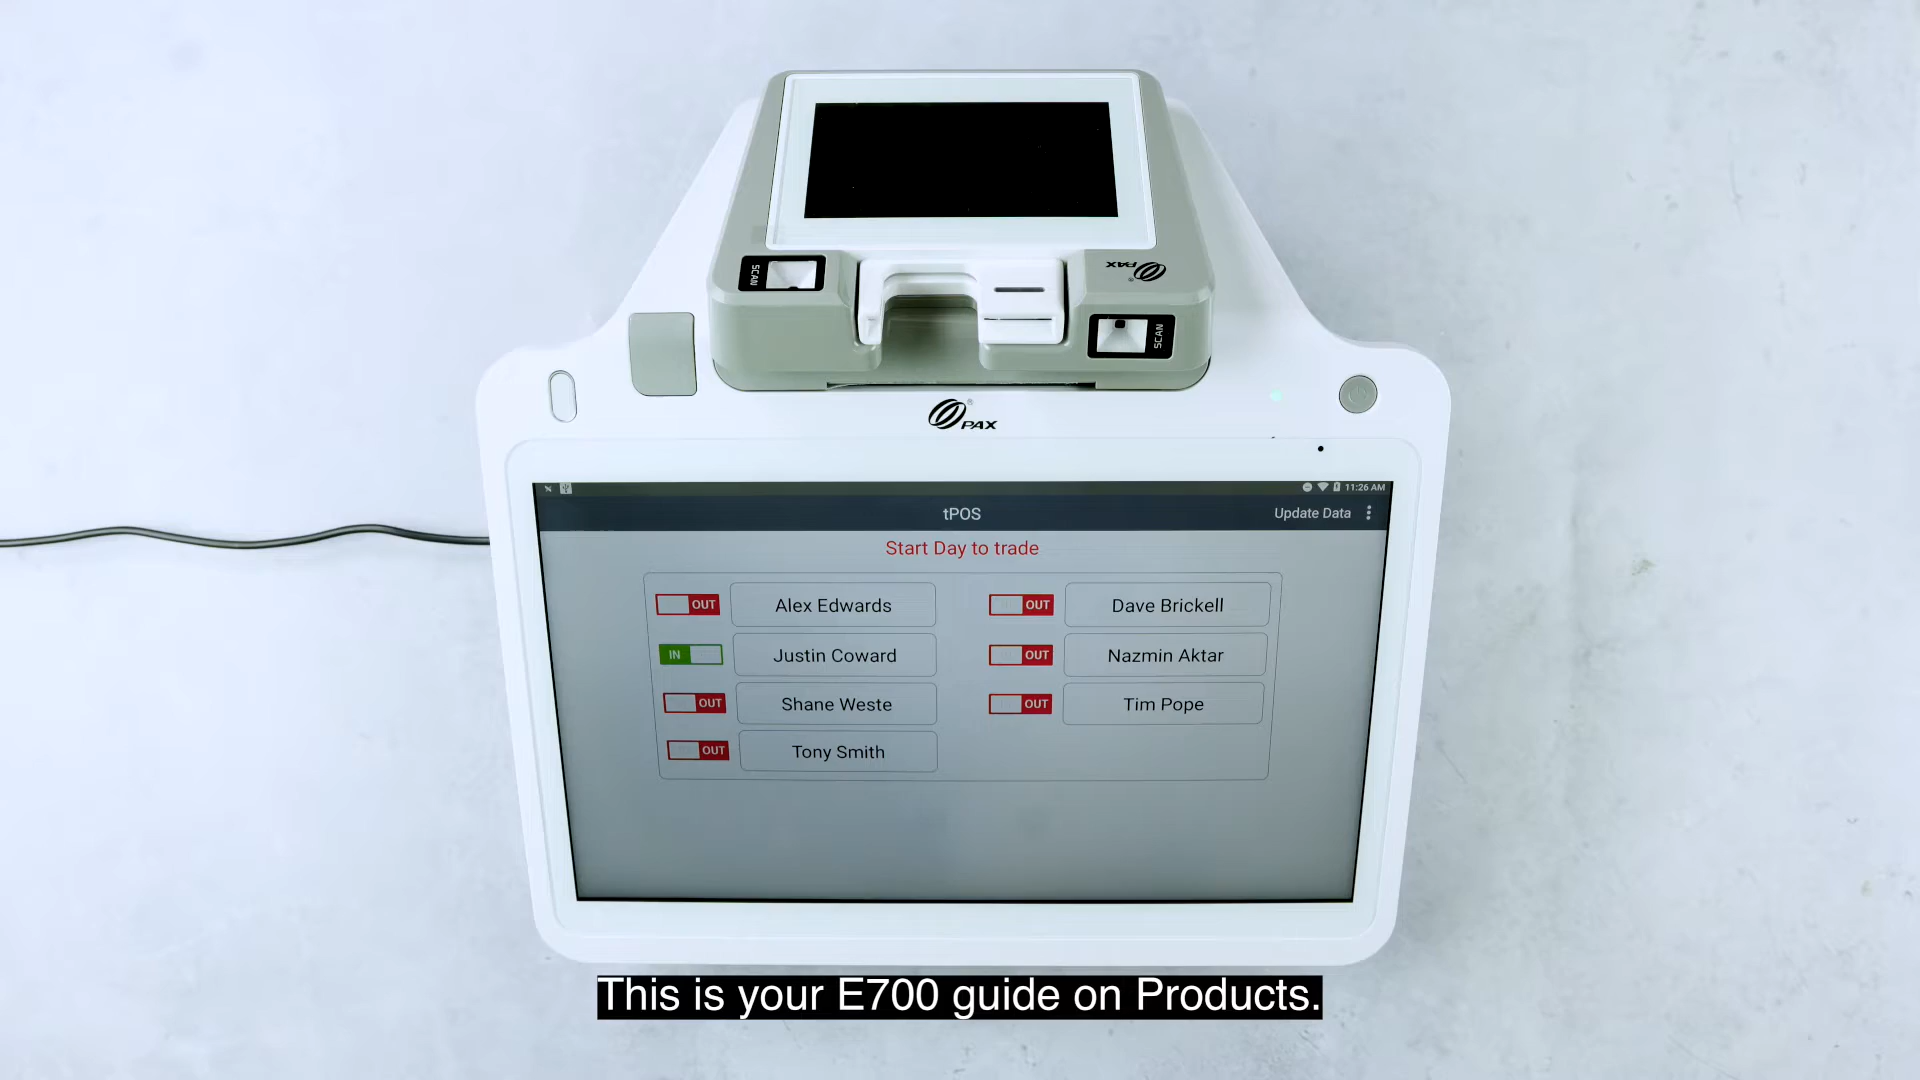 SCAN
PAX
SCAN
PAX
11:26 AM
tPOS
Update Data
Start Day to trade
OUT
Alex Edwards
OUT
Dave Brickell
IN
Justin Coward
OUT
Nazmin Aktar
OUT
Shane Weste
OUT
Tim Pope
OUT
Tony Smith
This is your E700 guide on Products.